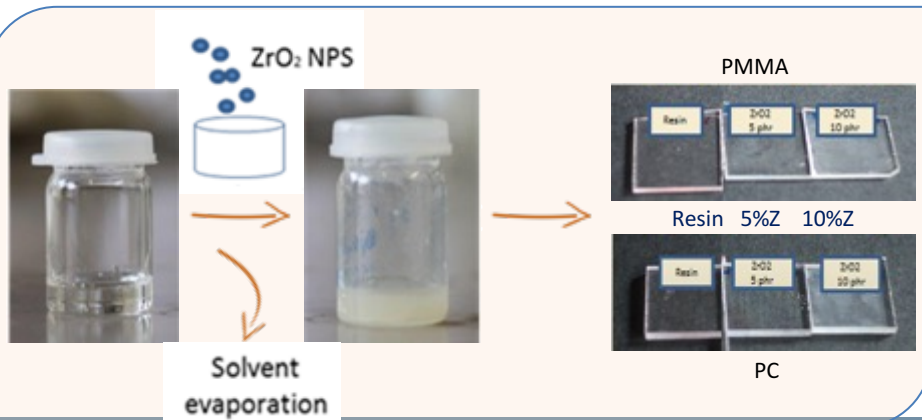 ZrO₂ NPS
PMMA
Resin
ZrO2
5 phr
ZrO2
10 phr
Resin 5%Z 10%Z
Resin
ZrO2
5 phr
ZrO2
10 phr
PC
Solvent
evaporation